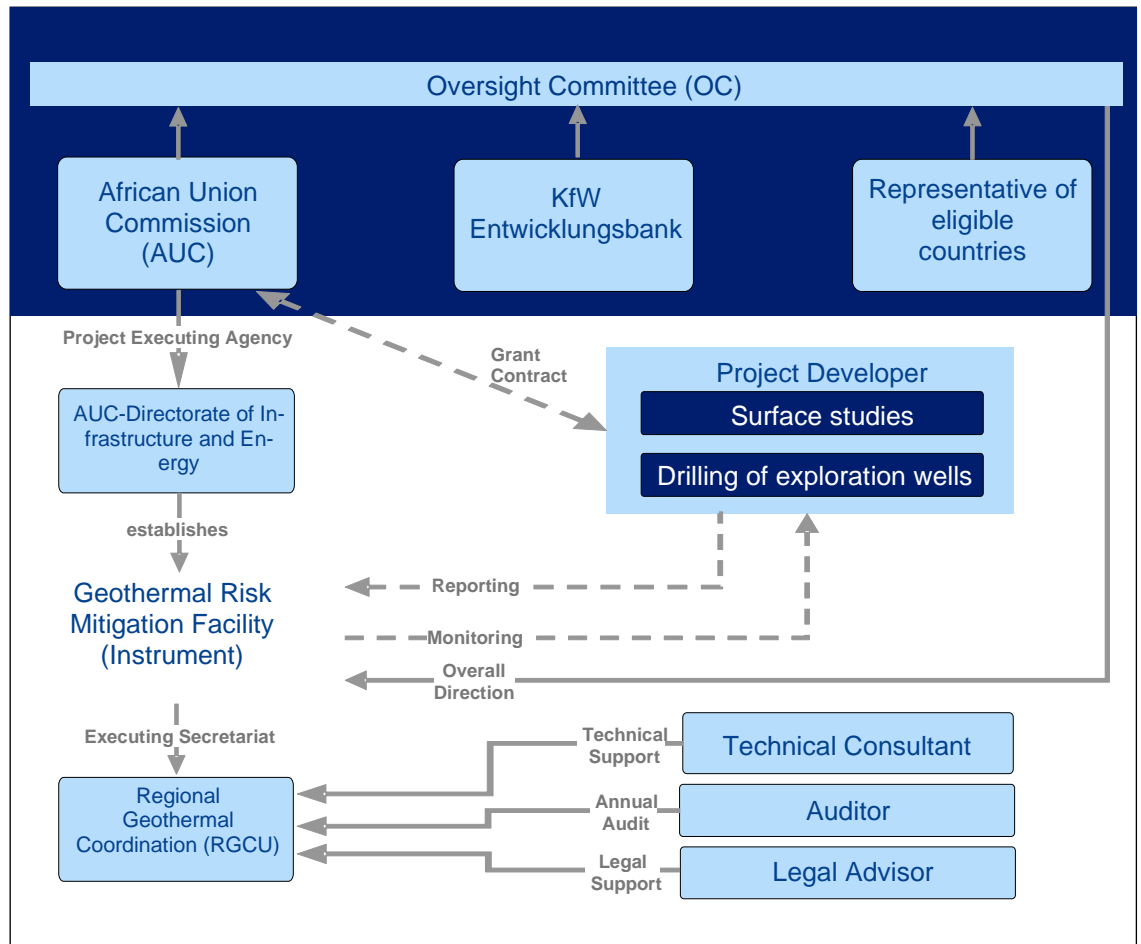 Oversight Committee (OC)
African Union
Commission
(AUC)
KfW
Entwicklungsbank
Representative of
eligible
countries
Project Executing Agency
Grant
Contract
Project Developer
Surface studies
Drilling of exploration wells
AUC-Directorate of In-
frastructure and En-
ergy
establishes
Geothermal Risk
Mitigation Facility
(Instrument)
Reporting
Monitoring
Overall
Direction
Executing Secretariat
Regional
Geothermal
Coordination (RGCU)
Technical
Support
Technical Consultant
Annual
Audit
Auditor
Legal
Support
Legal Advisor